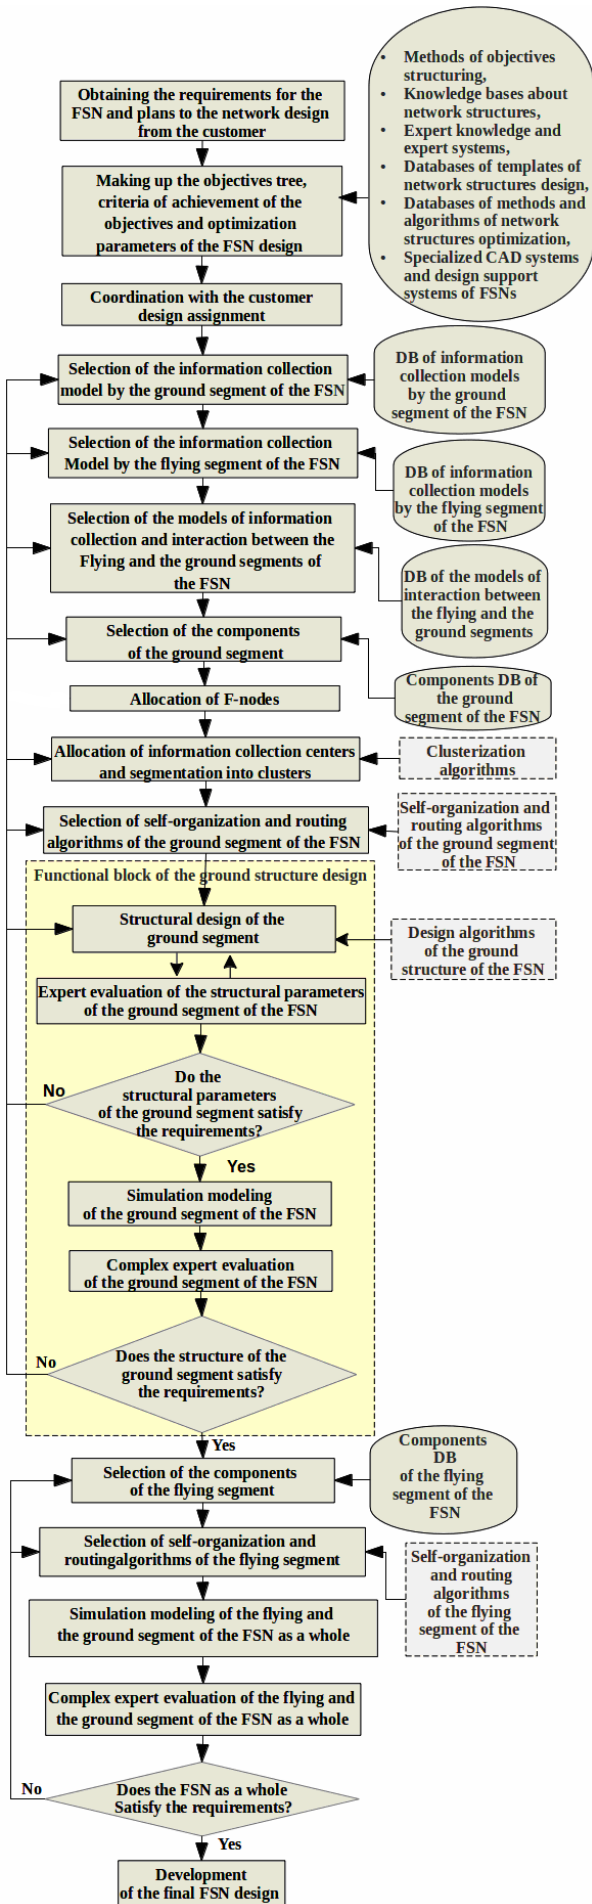 Obtaining the requirements for the
FSN and plans to the network design
from the customer
• Methods of objectives
structuring,
• Knowledge bases about
network structures,
• Expert knowledge and
expert systems,
• Databases of templates of
network structures design,
• Databases of methods and
algorithms of network
structures optimization,
• Specialized CAD systems
and design support
systems of FSNs
Making up the objectives tree,
criteria of achievement of the
objectives and optimization
parameters of the FSN design
Coordination with the customer
design assignment
Selection of the information collection
model by the ground segment of the FSN
DB of information
collection models
by the ground
segment of the FSN
Selection of the information collection
Model by the flying segment of the FSN
DB of information
collection models
by the flying segment
of the FSN
Selection of the models of information
collection and interaction between the
Flying and the ground segments of
the FSN
DB of the models of
interaction between
the flying and the
ground segments
Selection of the components
of the ground segment
Components DB of
the ground
segment of the FSN
Allocation of F-nodes
Allocation of information collection centers
and segmentation into clusters
Clusterization
algorithms
Selection of self-organization and routing
algorithms of the ground segment of the FSN
Self-organization and
routing algorithms
of the ground segment
of the FSN
Functional block of the ground structure design
Structural design of the
ground segment
Design algorithms
of the ground
structure of the FSN
Expert evaluation of the structural parameters
of the ground segment of the FSN
Do the
structural parameters
of the ground segment satisfy
the requirements?
No
Yes
Simulation modeling
of the ground segment of the FSN
Complex expert evaluation
of the ground segment of the FSN
Does the structure of the
ground segment satisfy
the requirements?
No
Yes
Selection of the components
of the flying segment
Components
DB
of the flying
segment of the
FSN
Selection of self-organization and
routingalgorithms of the flying segment
Self-organization
and routing
algorithms
of the flying
segment of the
FSN
Simulation modeling of the flying and
the ground segment of the FSN as a whole
Complex expert evaluation of the flying and
the ground segment of the FSN as a whole
Does the FSN as a whole
Satisfy the requirements?
No
Yes
Development
of the final FSN design